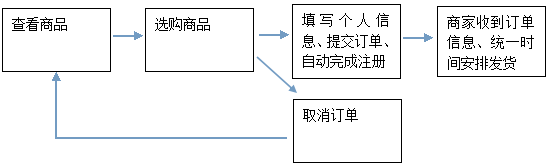 查看商品
选购商品
填写个人信
息、提交订单、
自动完成注册
商家收到订单
信息、统一时
间安排发货
取消订单